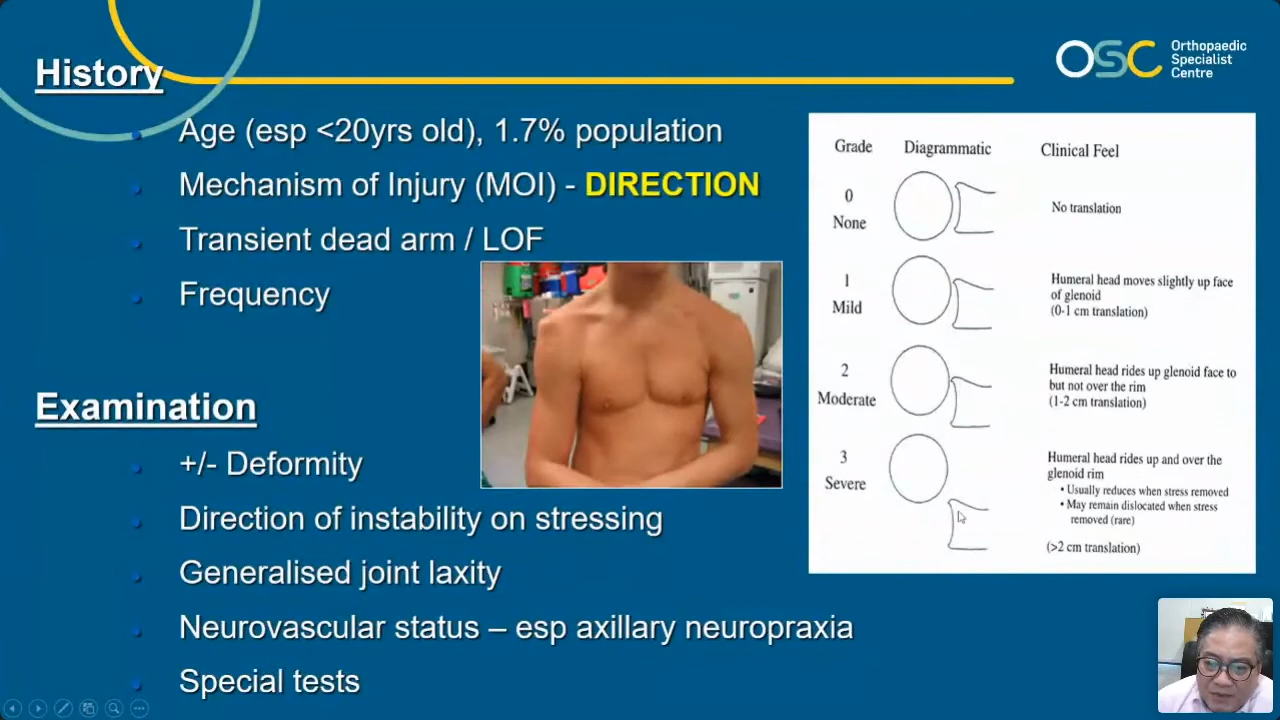 History
OSC Orthopaedic
Specialist
Centre
Age (esp <20yrs old), 1.7% population
Mechanism of Injury (MOI) - DIRECTION
Transient dead arm / LOF
Frequency
Examination
+/- Deformity
Direction of instability on stressing
Generalised joint laxity
Neurovascular status – esp axillary neuropraxia
Special tests
Grade Diagrammatic Clinical Feel
0
None
No translation
1
Mild
Humeral head moves slightly up face
of glenoid
(0-1 cm translation)
2
Moderate
Humeral head rides up glenoid face to
but not over the rim
(1-2 cm translation)
3
Severe
Humeral head rides up and over the
glenoid rim
• Usually reduces when stress removed
• May remain dislocated when stress
removed (rare)
(>2 cm translation)